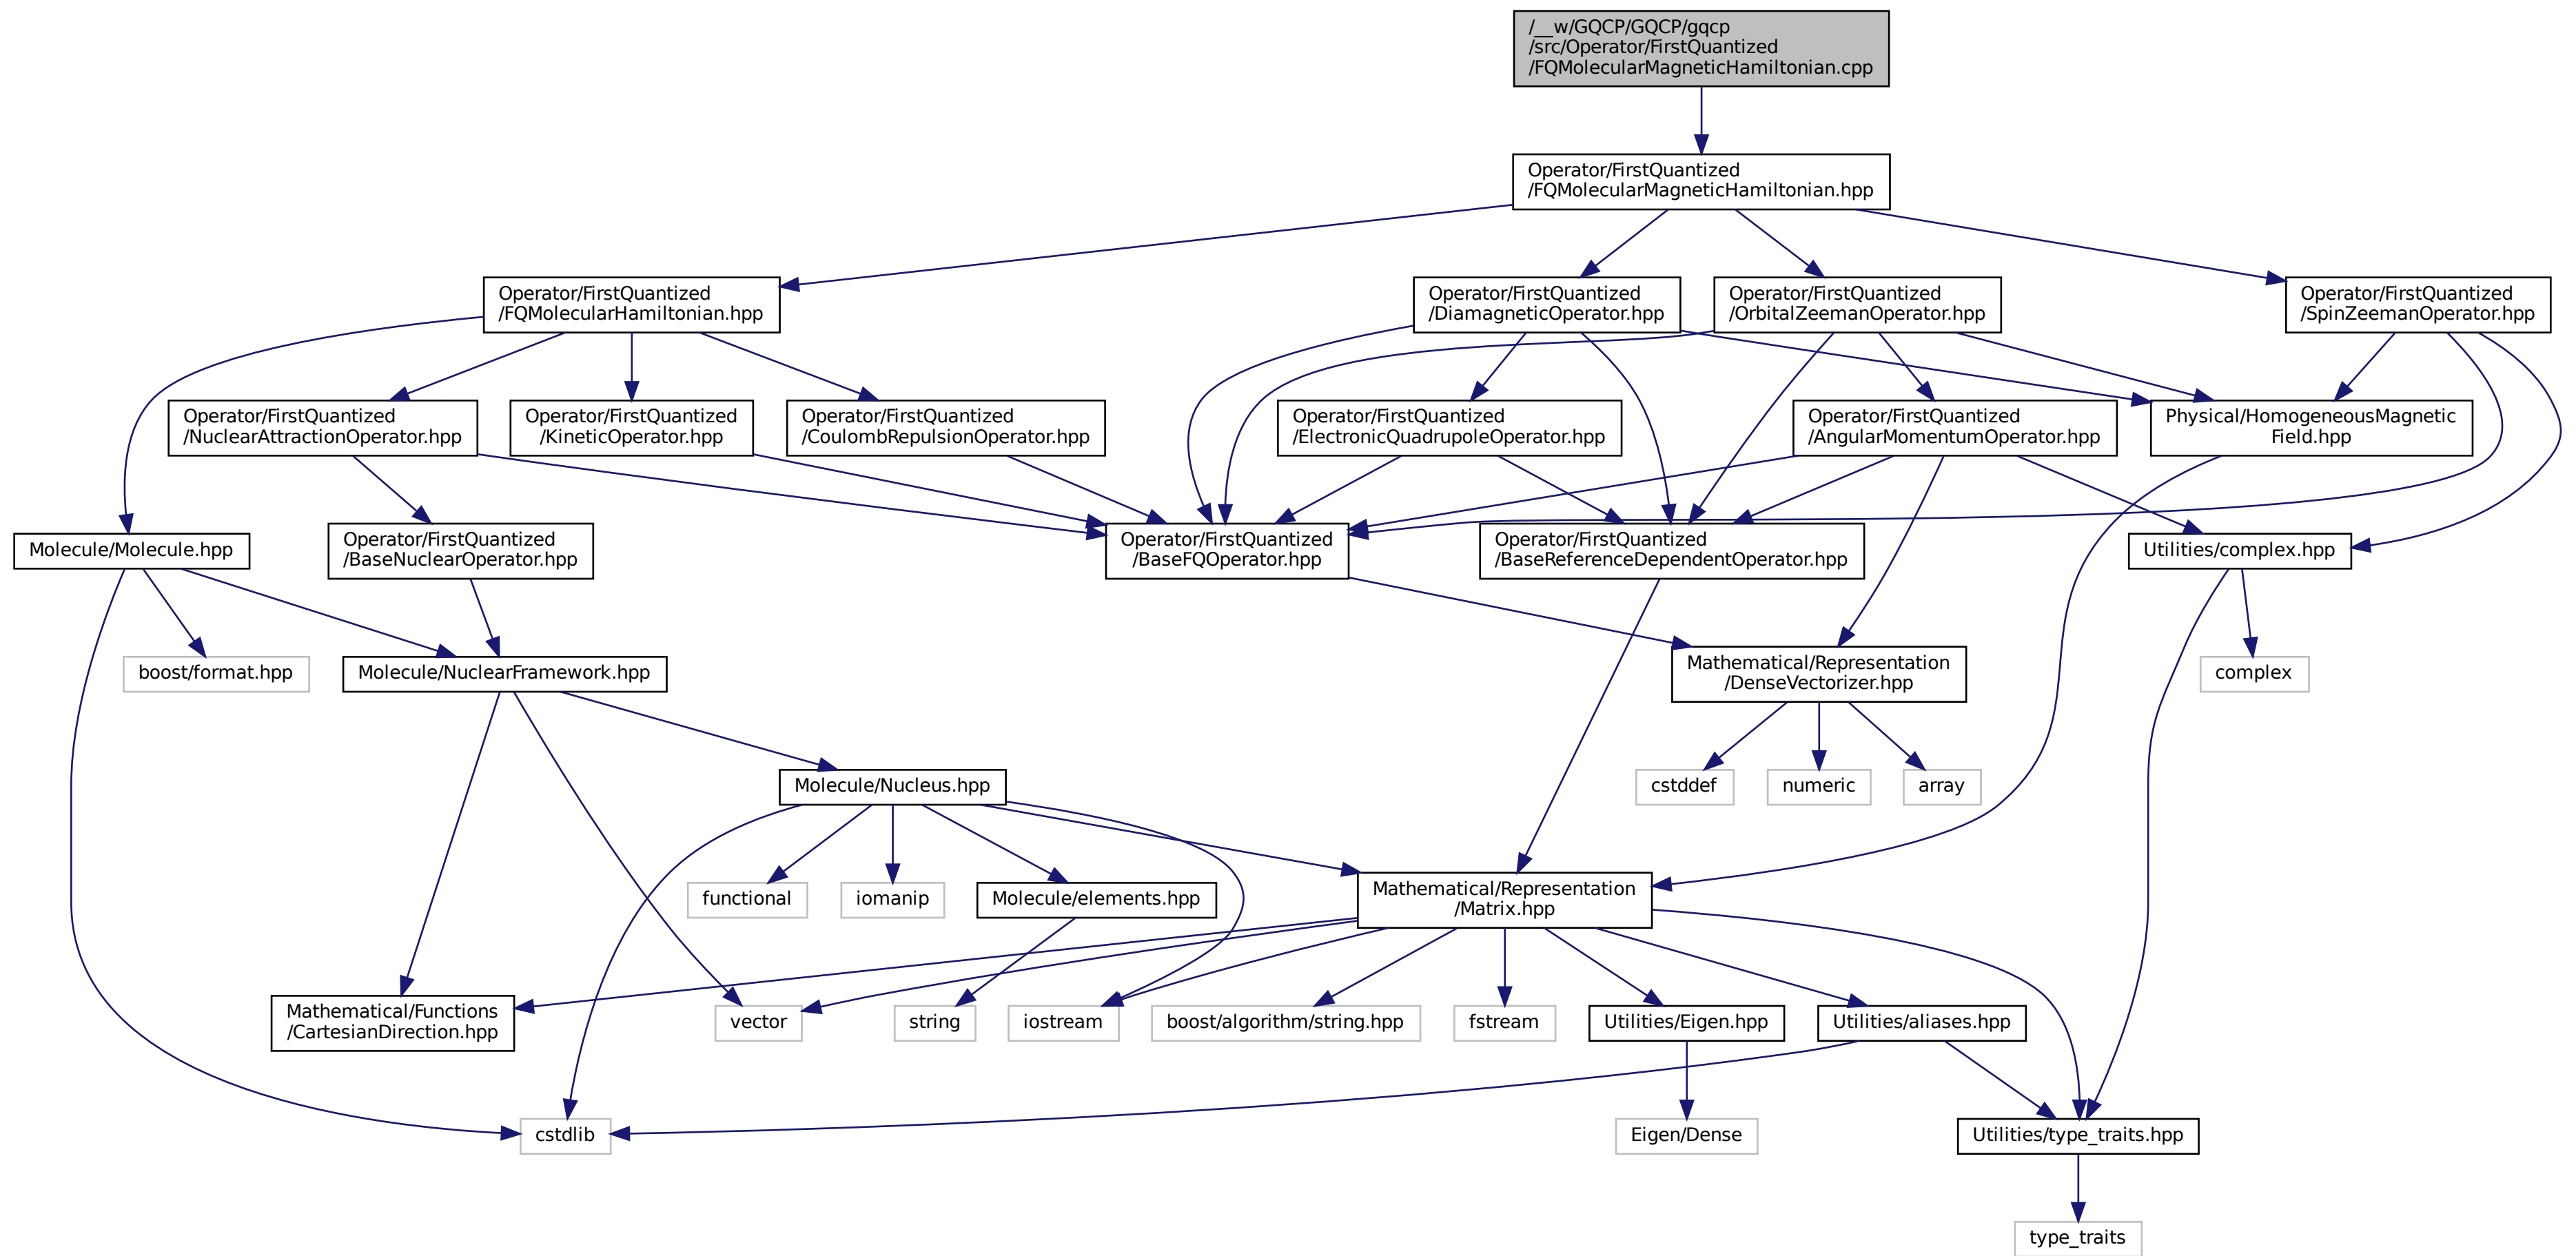 /__w/GQCP/GQCP/gqcp
/src/Operator/FirstQuantized
/FQMolecularMagneticHamiltonian.cpp
Operator/FirstQuantized
/FQMolecularMagneticHamiltonian.hpp
Operator/FirstQuantized
/FQMolecularHamiltonian.hpp
Operator/FirstQuantized
/DiamagneticOperator.hpp
Operator/FirstQuantized
/OrbitalZeemanOperator.hpp
Operator/FirstQuantized
/SpinZeemanOperator.hpp
Operator/FirstQuantized
/NuclearAttractionOperator.hpp
Operator/FirstQuantized
/KineticOperator.hpp
Operator/FirstQuantized
/CoulombRepulsionOperator.hpp
Operator/FirstQuantized
/ElectronicQuadrupoleOperator.hpp
Operator/FirstQuantized
/AngularMomentumOperator.hpp
Physical/HomogeneousMagnetic
Field.hpp
Molecule/Molecule.hpp
Operator/FirstQuantized
/BaseNuclearOperator.hpp
Operator/FirstQuantized
/BaseFQOperator.hpp
Operator/FirstQuantized
/BaseReferenceDependentOperator.hpp
Utilities/complex.hpp
boost/format.hpp
Molecule/NuclearFramework.hpp
Mathematical/Representation
/DenseVectorizer.hpp
complex
Molecule/Nucleus.hpp
cstddef
numeric
array
functional
iomanip
Molecule/elements.hpp
Mathematical/Representation
/Matrix.hpp
Mathematical/Functions
/CartesianDirection.hpp
vector
string
iostream
boost/algorithm/string.hpp
fstream
Utilities/Eigen.hpp
Utilities/aliases.hpp
cstdlib
Eigen/Dense
Utilities/type_traits.hpp
type_traits